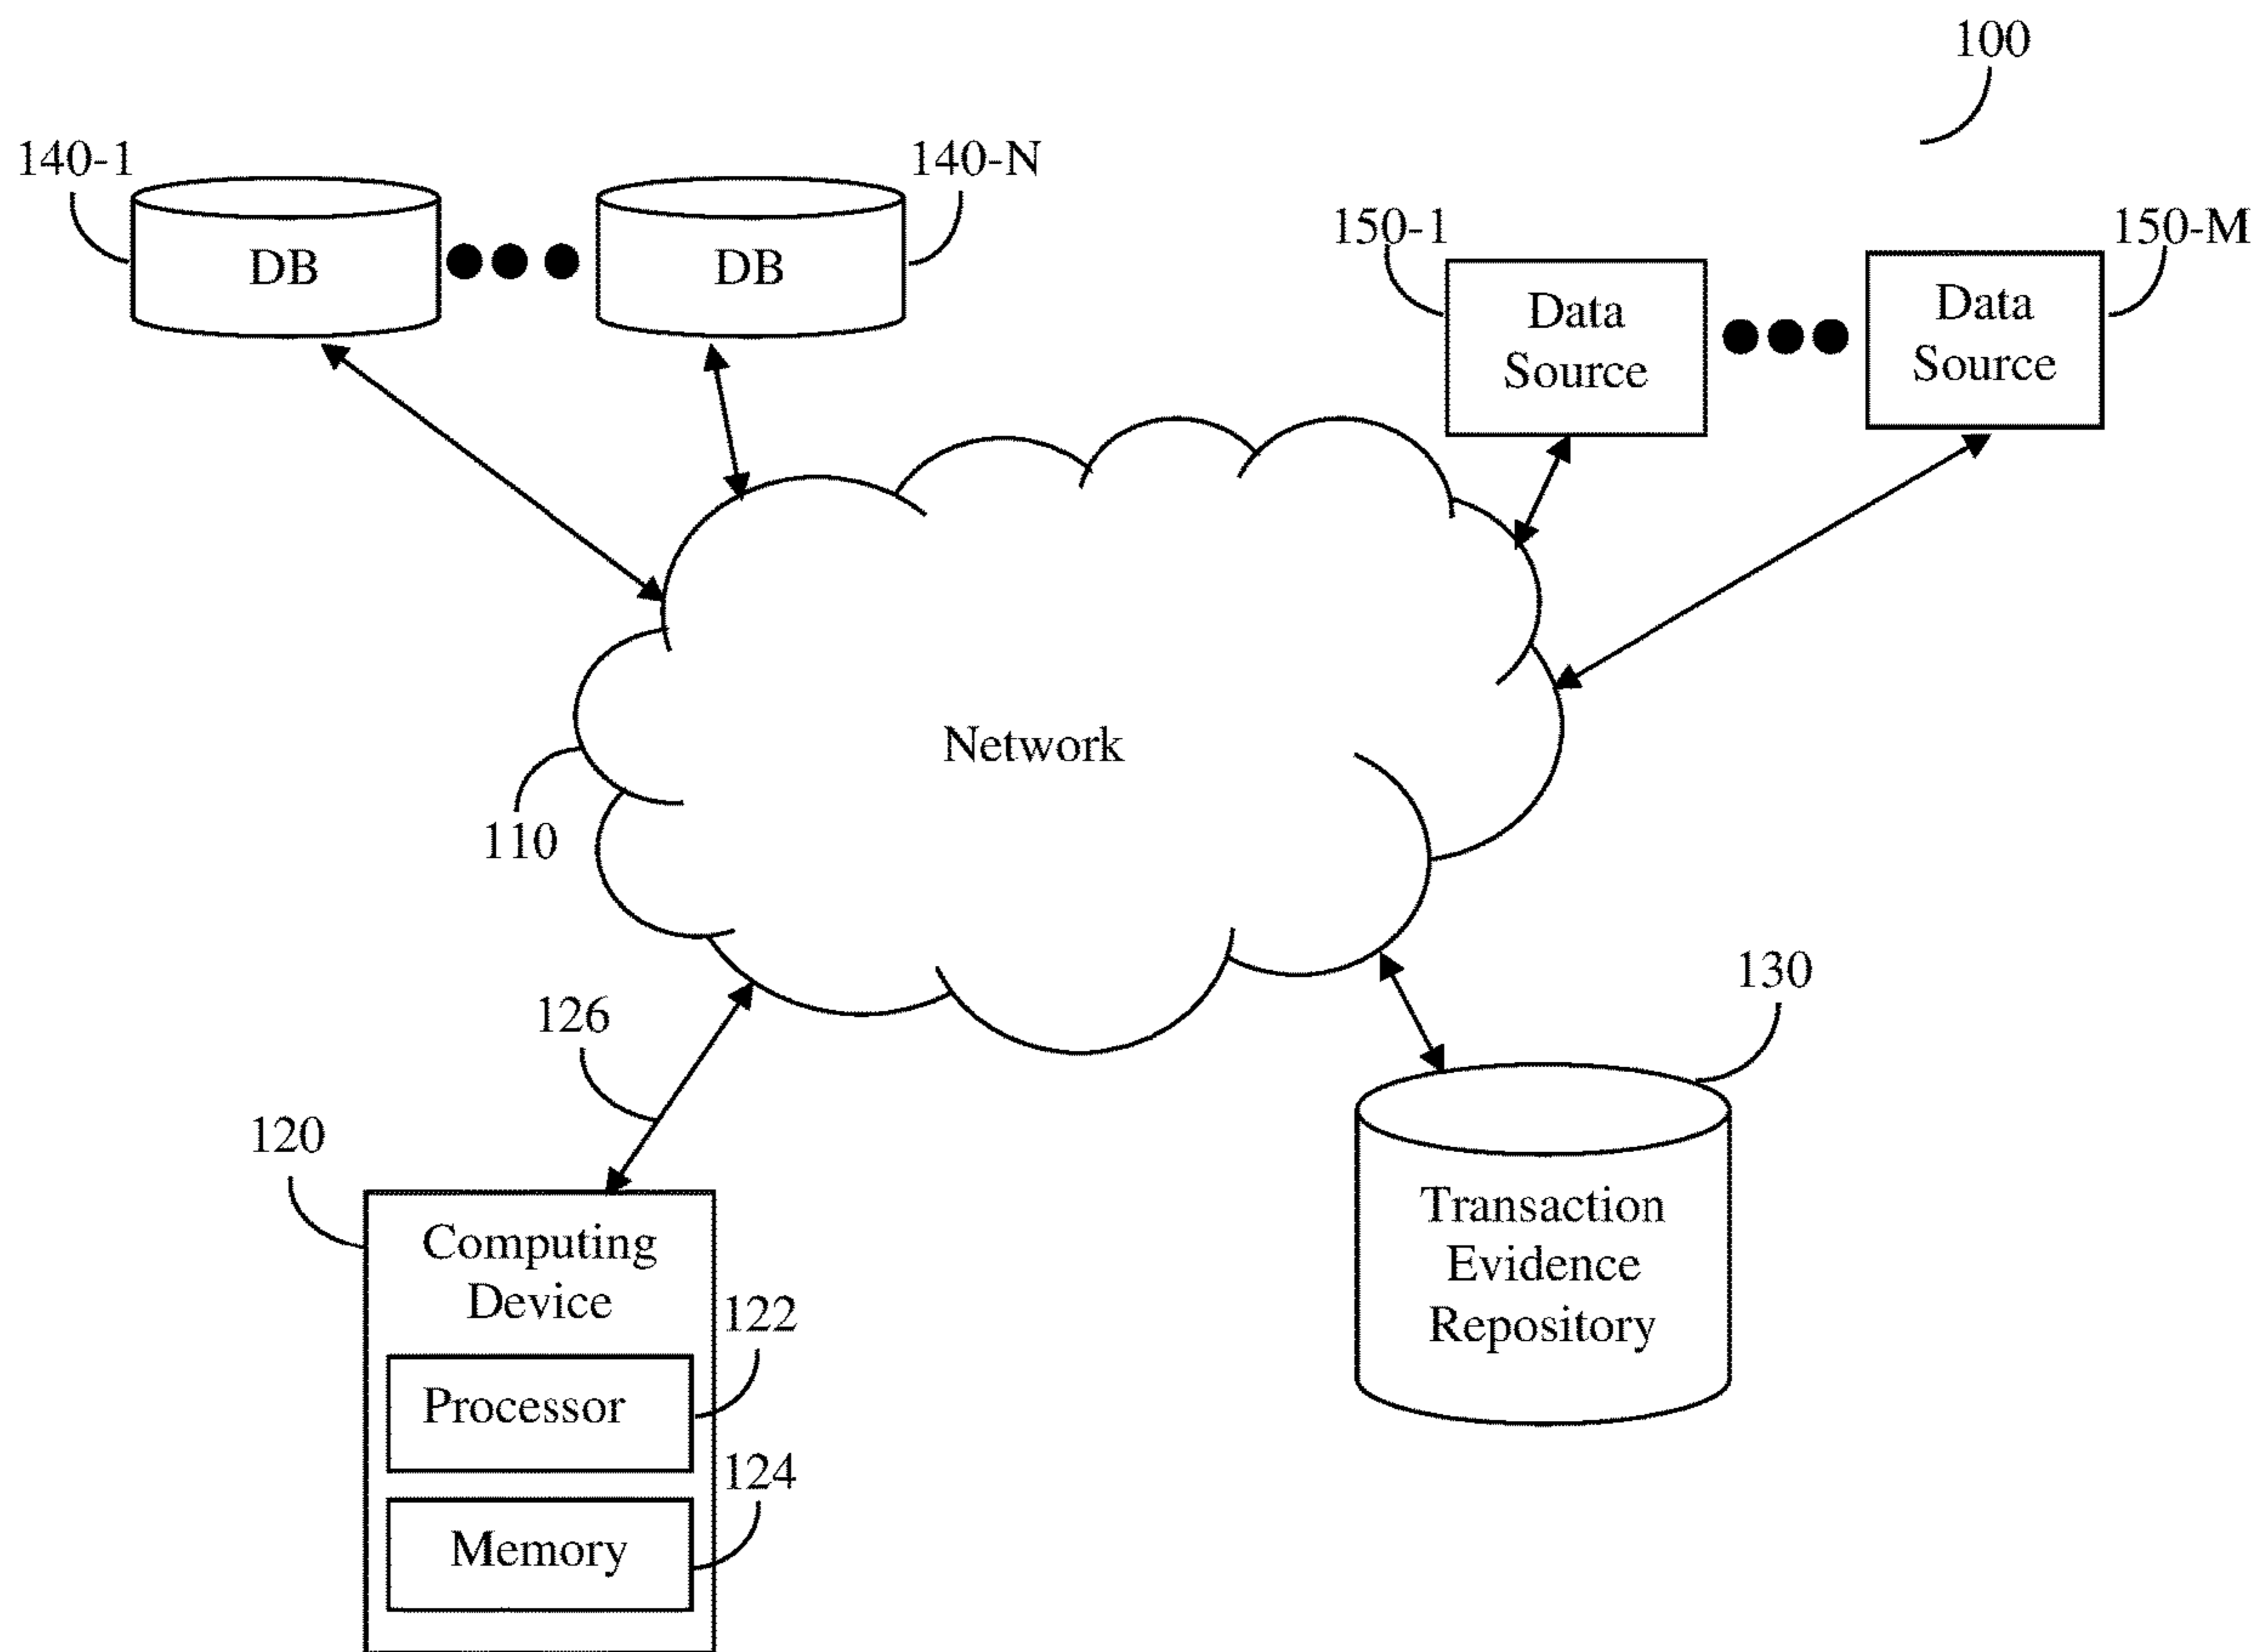 100
140-1
140-N
DB
DB
150-1
150-M
Data
Source
Data
Source
Network
110
130
126
120
Computing
Device
122
Processor
124
Memory
Transaction
Evidence
Repository